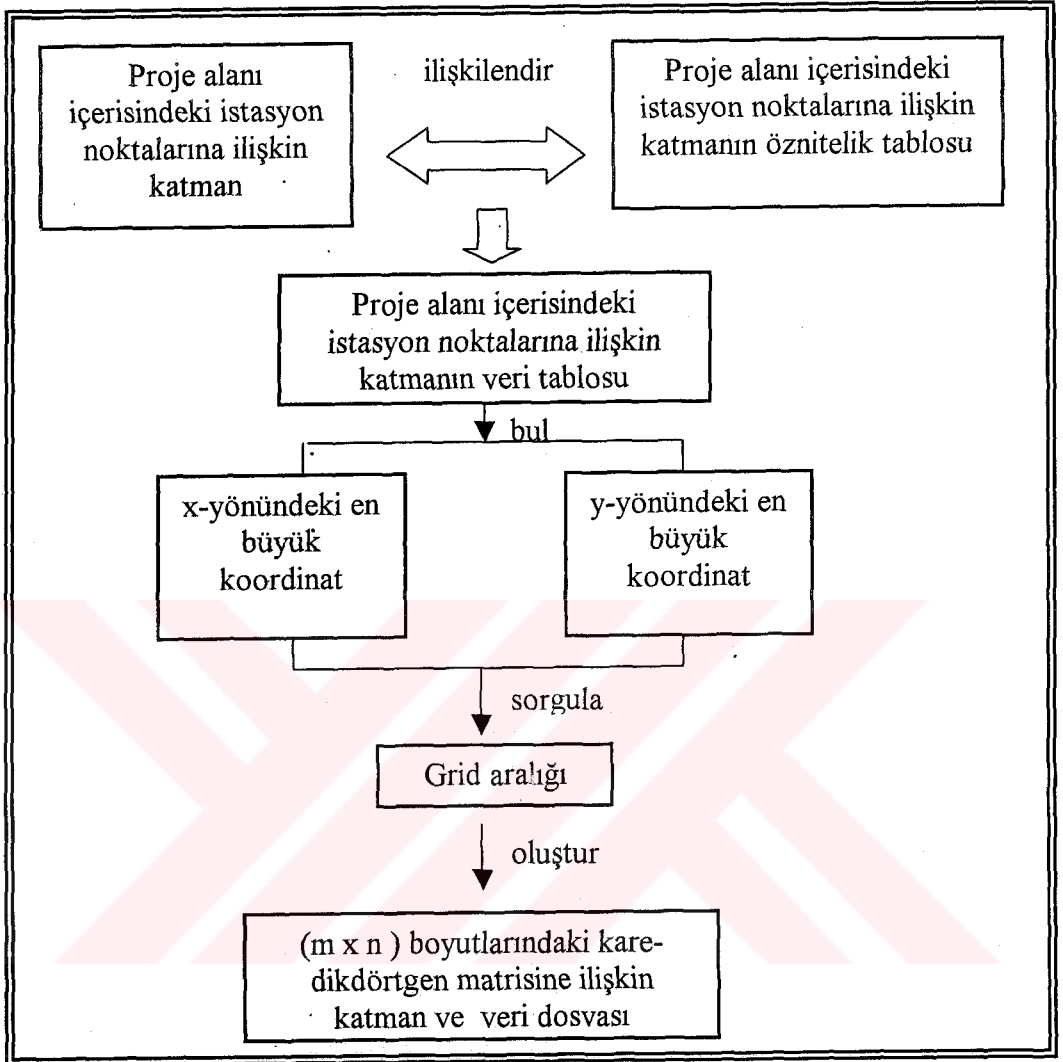 Proje alanı
içerisindeki istasyon
noktalarına ilişkin
katman
ilişkilendir
Proje alanı içerisindeki
istasyon noktalarına ilişkin
katmanın öznitelik tablosu
Proje alanı içerisindeki
istasyon noktalarına ilişkin
katmanın veri tablosu
bul
x-yönündeki en
büyük
koordinat
y-yönündeki en
büyük
koordinat
sorgula
Grid aralığı
oluştur
(m x n ) boyutlarındaki kare-
dikdörtgen matrisine ilişkin
katman ve veri dosvası